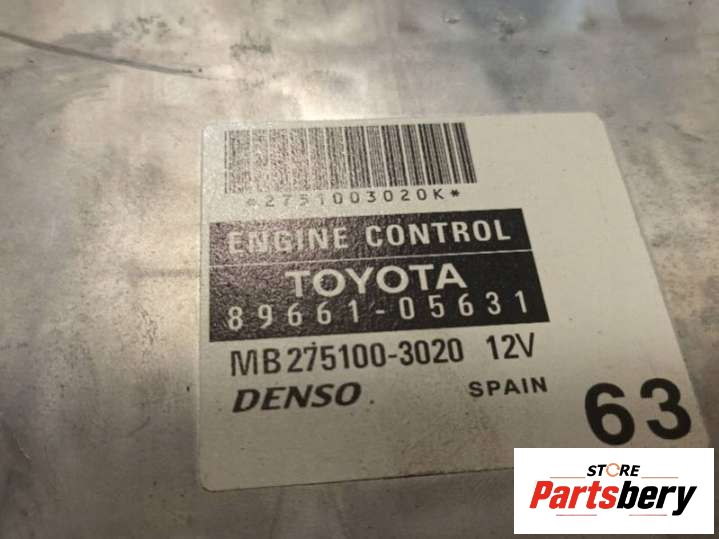 *2751003020K*
ENGINE CONTROL
TOYOTA
89661-05631
MB275100-3020 12V
DENSO SPAIN
63
STORE
Partsbery